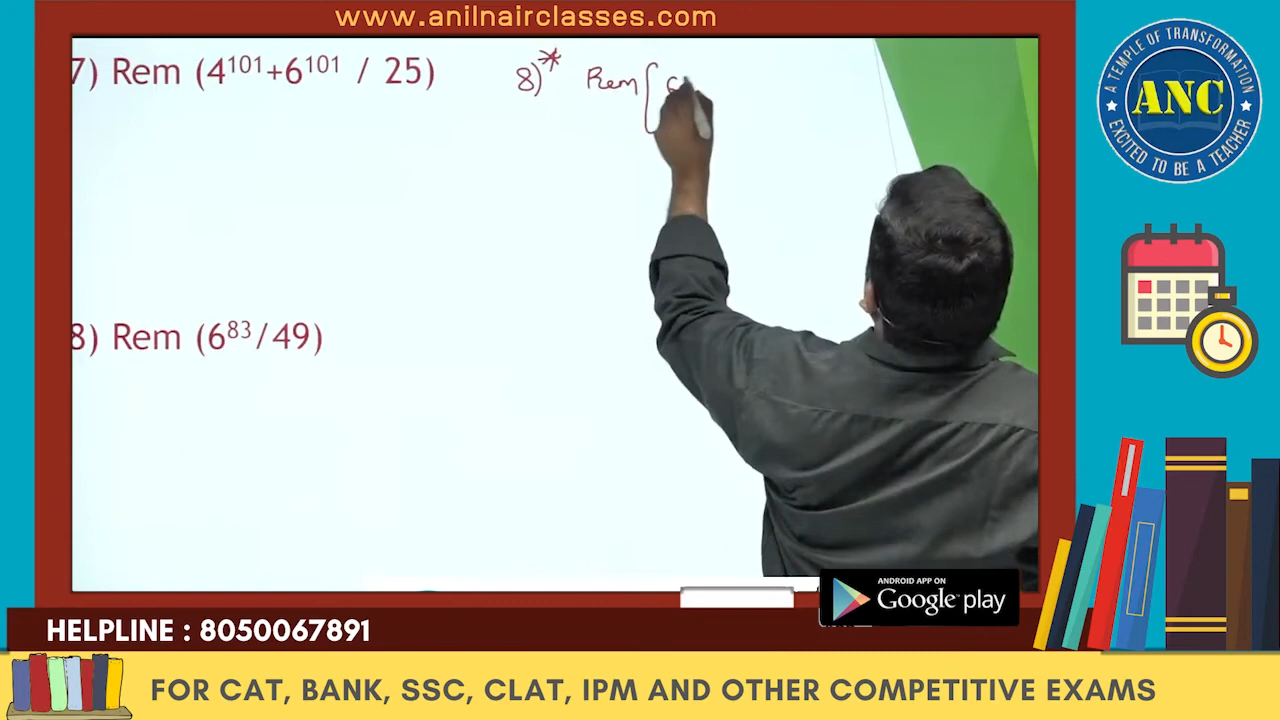 www.anilnairclasses.com
7) Rem (4¹⁰¹+6¹⁰¹ / 25)
8)* Rem
8) Rem (6⁸³/49)
A TEMPLE OF TRANSFORMATION
ANC
EXCITED TO BE A TEACHER
ANDROID APP ON
Google play
HELPLINE : 8050067891
FOR CAT, BANK, SSC, CLAT, IPM AND OTHER COMPETITIVE EXAMS